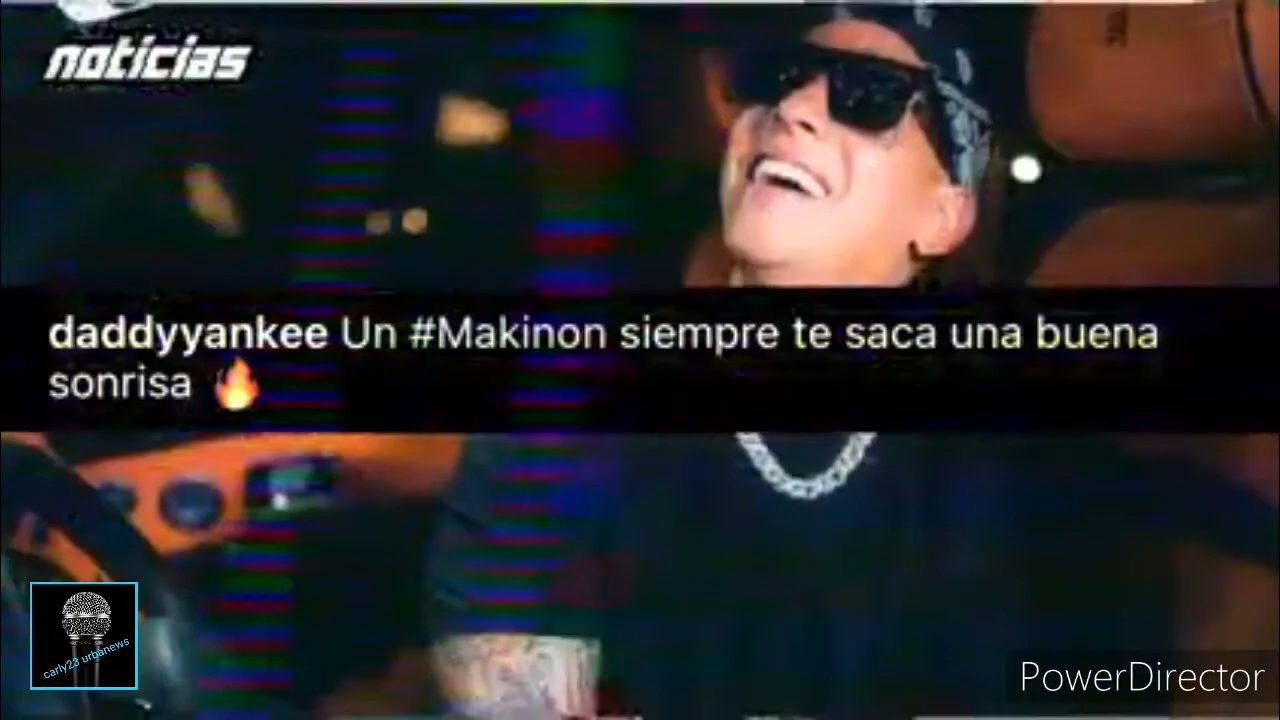 noticias
daddyyankee Un #Makinon siempre te saca una buena
sonrisa 🔥
carly23 urbanews
PowerDirector